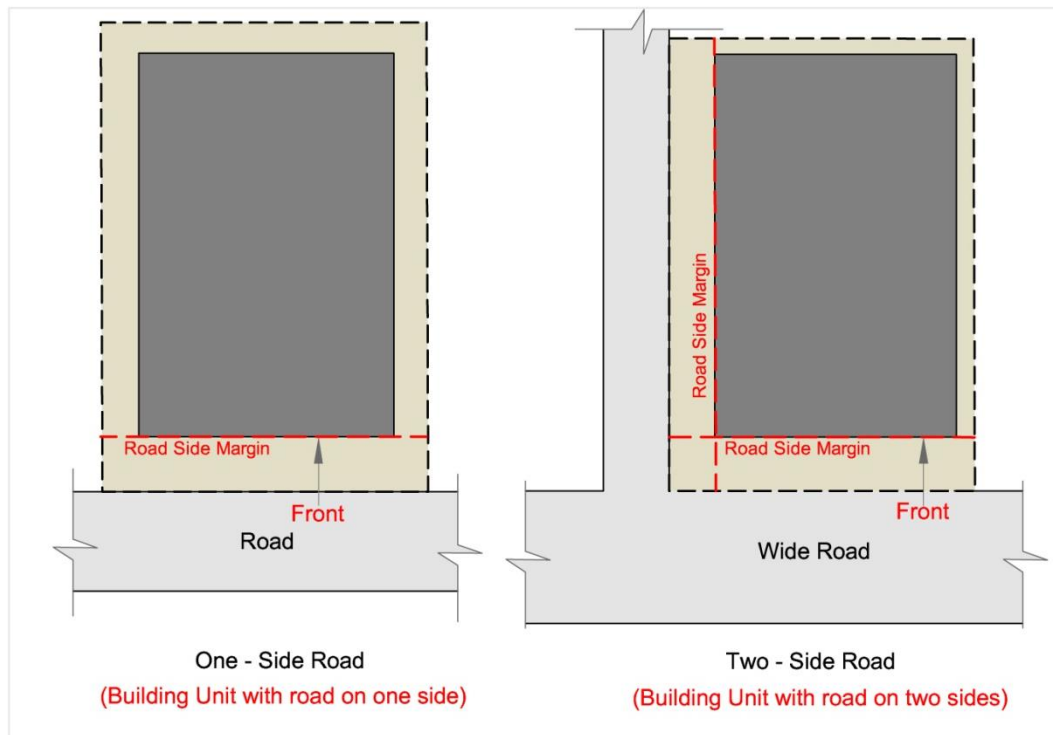 Road Side Margin
Front
Road
One - Side Road
(Building Unit with road on one side)
Road Side Margin
Road Side Margin
Front
Wide Road
Two - Side Road
(Building Unit with road on two sides)